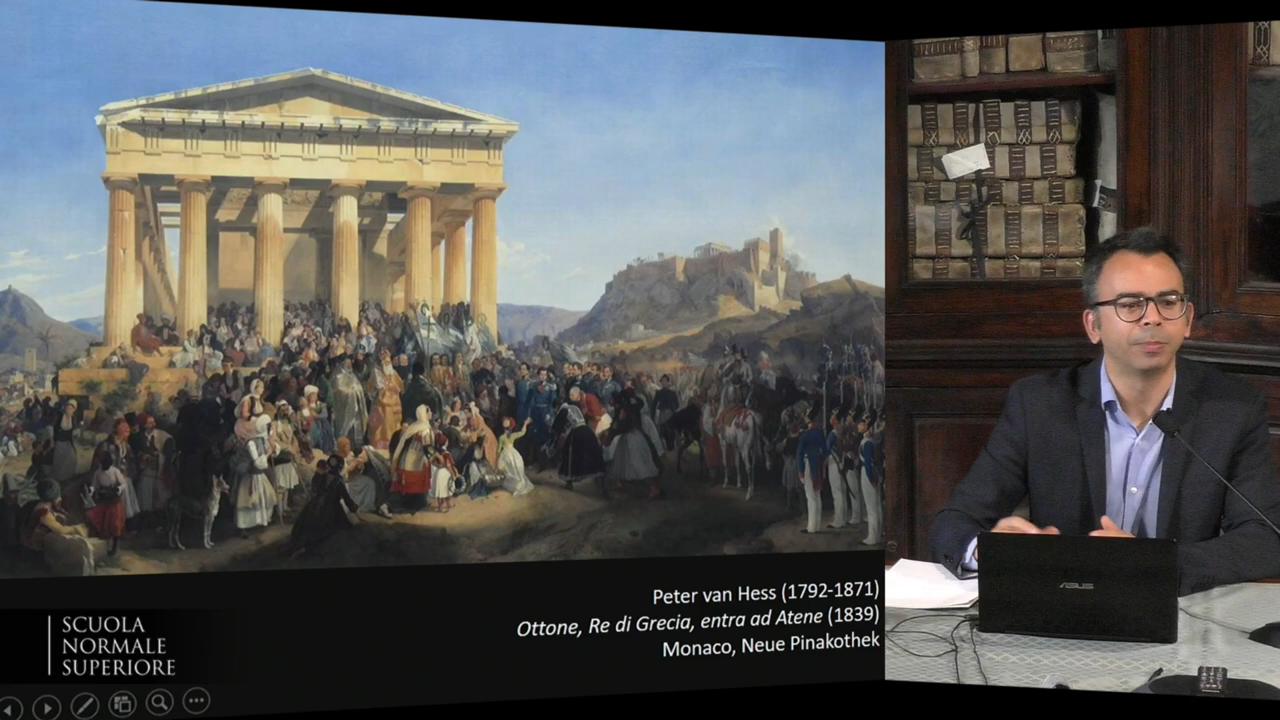 Peter van Hess (1792-1871)
Ottone, Re di Grecia, entra ad Atene (1839)
Monaco, Neue Pinakothek
SCUOLA
NORMALE
SUPERIORE
ASUS